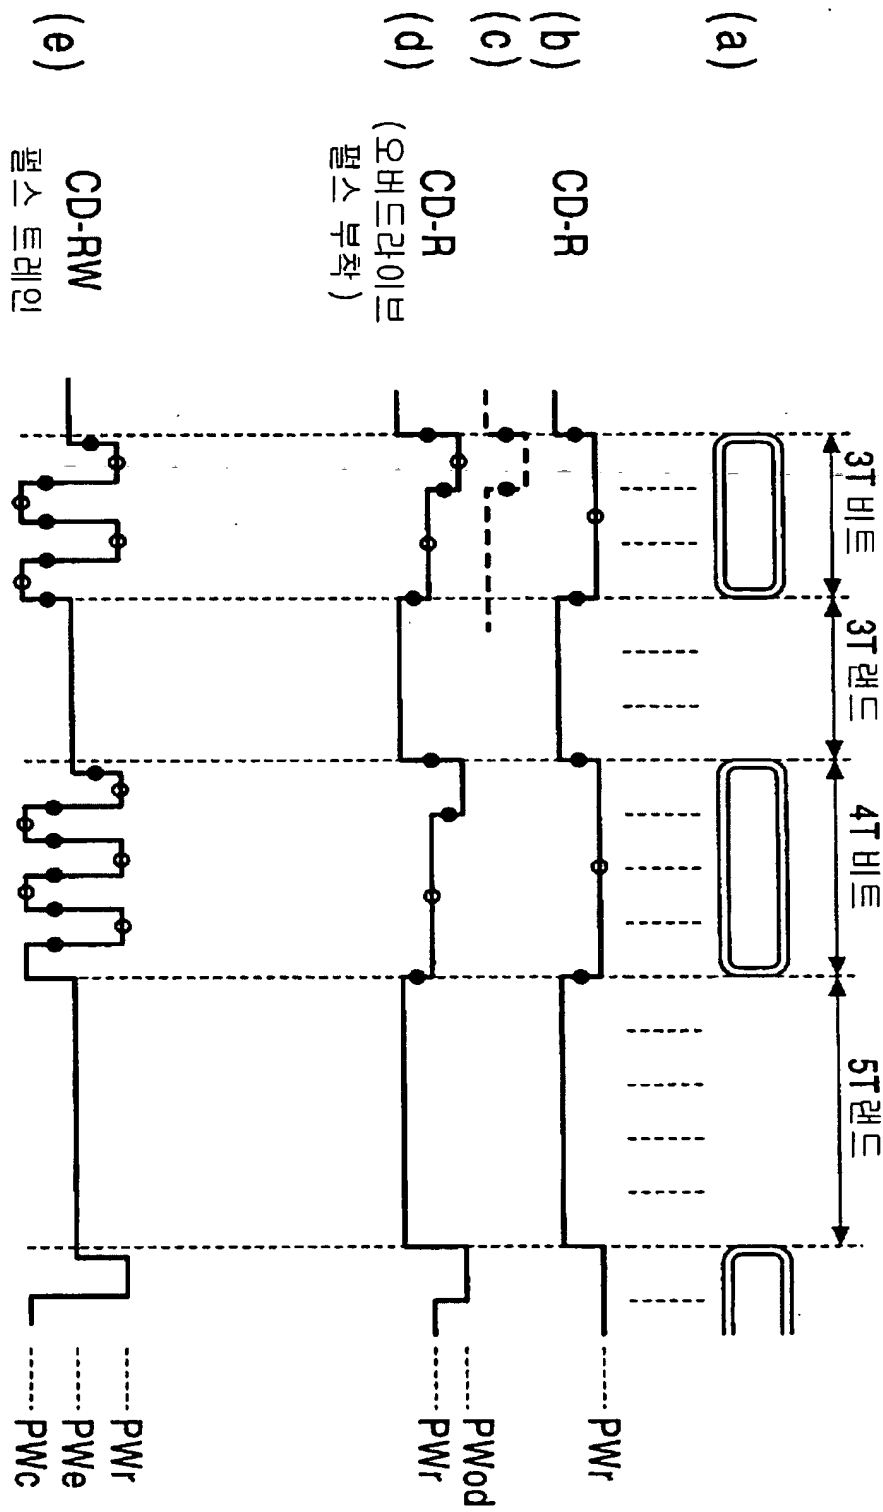 3T 비트
3T 랜드
4T 비트
5T 랜드
(a)
(b)
CD-R
PWr
(c)
(d)
CD-R
(오버드라이브
펄스 부착)
PWod
PWr
(e)
CD-RW
펄스 트레인
PWr
PWe
PWc